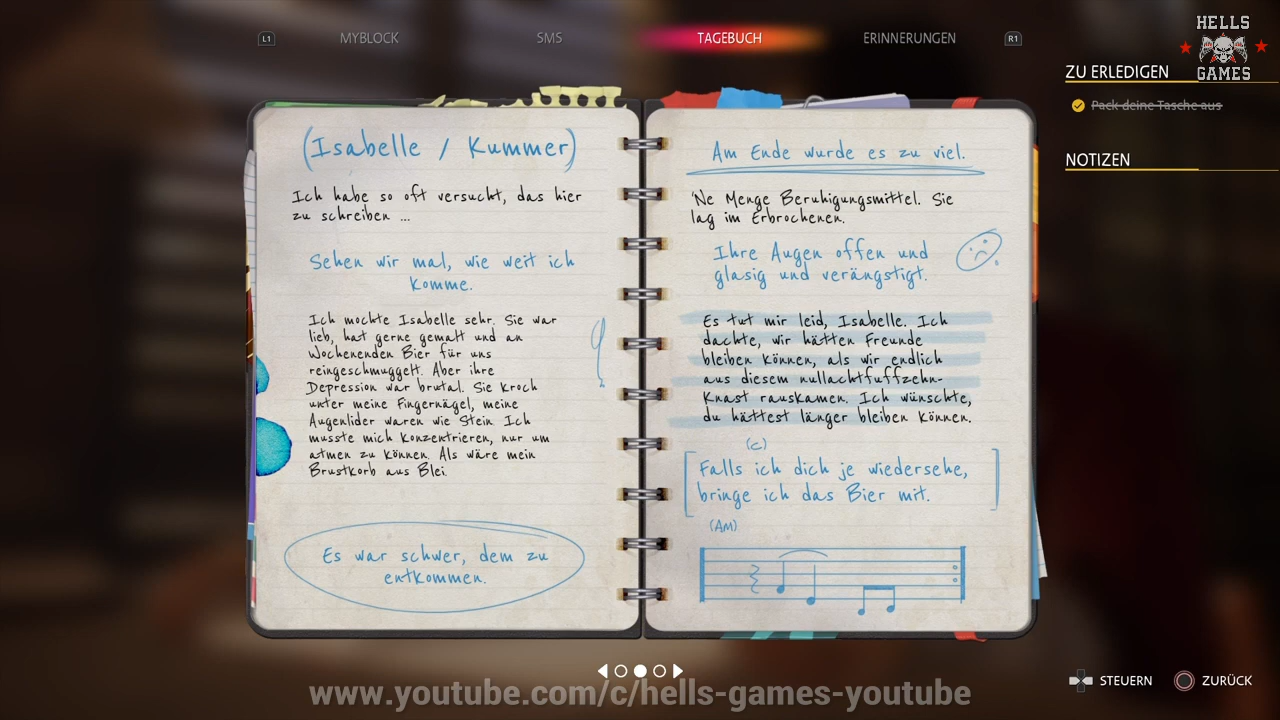 L1
MYBLOCK
SMS
TAGEBUCH
ERINNERUNGEN
R1
HELLS
GAMES
ZU ERLEDIGEN
Pack deine Tasche aus
NOTIZEN
(Isabelle / Kummer)
Ich habe so oft versucht, das hier
zu schreiben ...
Sehen wir mal, wie weit ich
komme.
Ich mochte Isabelle sehr. Sie war
lieb, hat gerne gemalt und an
Wochenenden Bier für uns
reingeschmuggelt. Aber ihre
Depression war brutal. Sie kroch
unter meine Fingernägel, meine
Augenlider waren wie Stein. Ich
musste mich konzentrieren, nur um
atmen zu können. Als wäre mein
Brustkorb aus Blei.
Es war schwer, dem zu
entkommen.
Am Ende wurde es zu viel.
'Ne Menge Beruhigungsmittel. Sie
lag im Erbrochenen.
Ihre Augen offen und
glasig und verängstigt.
Es tut mir leid, Isabelle. Ich
dachte, wir hätten Freunde
bleiben können, als wir endlich
aus diesem nullachtfuffzehn-
Knast rauskamen. Ich wünschte,
du hättest länger bleiben können.
(C)
Falls ich dich je wiedersehe,
bringe ich das Bier mit.
(Am)
STEUERN
ZURÜCK
www.youtube.com/c/hells-games-youtube